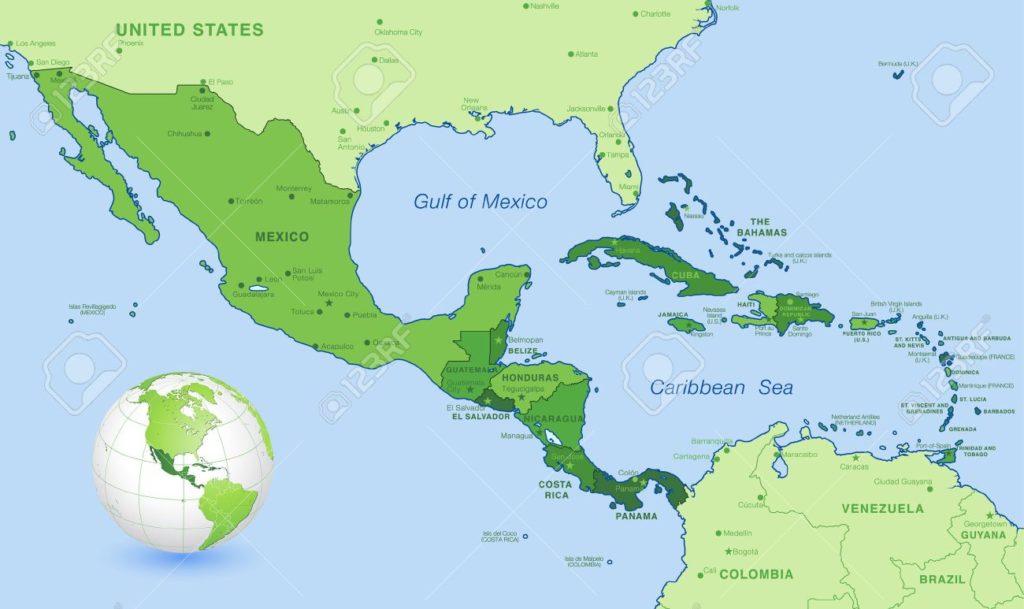 Nashville
Norfolk
Charlotte
UNITED STATES
Oklahoma City
Los Angeles
Phoenix
Atlanta
Dallas
San Diego
Tijuana
Bermuda (U.K.)
El Paso
Ciudad
Juarez
Austin
New
Orleans
Jacksonville
Houston
San
Antonio
Chihuahua
Orlando
Tampa
Miami
Monterrey
Torreón
Matamoros
Gulf of Mexico
Nassau
THE
BAHAMAS
MEXICO
Havana
Turks and caicos islands
(U.K.)
CUBA
Cancún
Mérida
Leon
San Luis
Potosi
Guadalajara
Mexico City
Toluca
Puebla
Islas Revillagigedo
(MEXICO)
Cayman Islands
(U.K.)
Navassa
Island
(U.S.)
HAITI
Santiago
DOMINICAN
REPUBLIC
San Juan
British Virgin Islands
(U.K.)
Anguilla (U.K.)
JAMAICA
Kingston
Port au
Prince
Santo
Domingo
PUERTO RICO
(U.S.)
ST. KITTS
AND NEVIS
ANTIGUA AND BARBUDA
Montserrat
(U.K.)
Guadeloupe (FRANCE)
DOMINICA
Martinique (FRANCE)
ST. LUCIA
BARBADOS
ST. VINCENT AND
GRENADINES
GRENADA
Acapulco
Oaxaca
Belmopan
BELIZE
GUATEMALA
Guatemala
City
HONDURAS
Tegucigalpa
El Salvador
EL SALVADOR
NICARAGUA
Managua
Caribbean Sea
Netherland Antilles
(NETHERLAND)
Port-of-Spain
TRINIDAD AND
TOBAGO
San José
COSTA
RICA
Colón
Panama
PANAMA
Barranquilla
Cartagena
Maracaibo
Caracas
Ciudad Guayana
Cúcuta
VENEZUELA
Georgetown
GUYANA
Isla del Coco
(COSTA RICA)
Isla de Malpelo
(COLOMBIA)
Medellín
Bogotá
Cali
COLOMBIA
BRAZIL
123RF